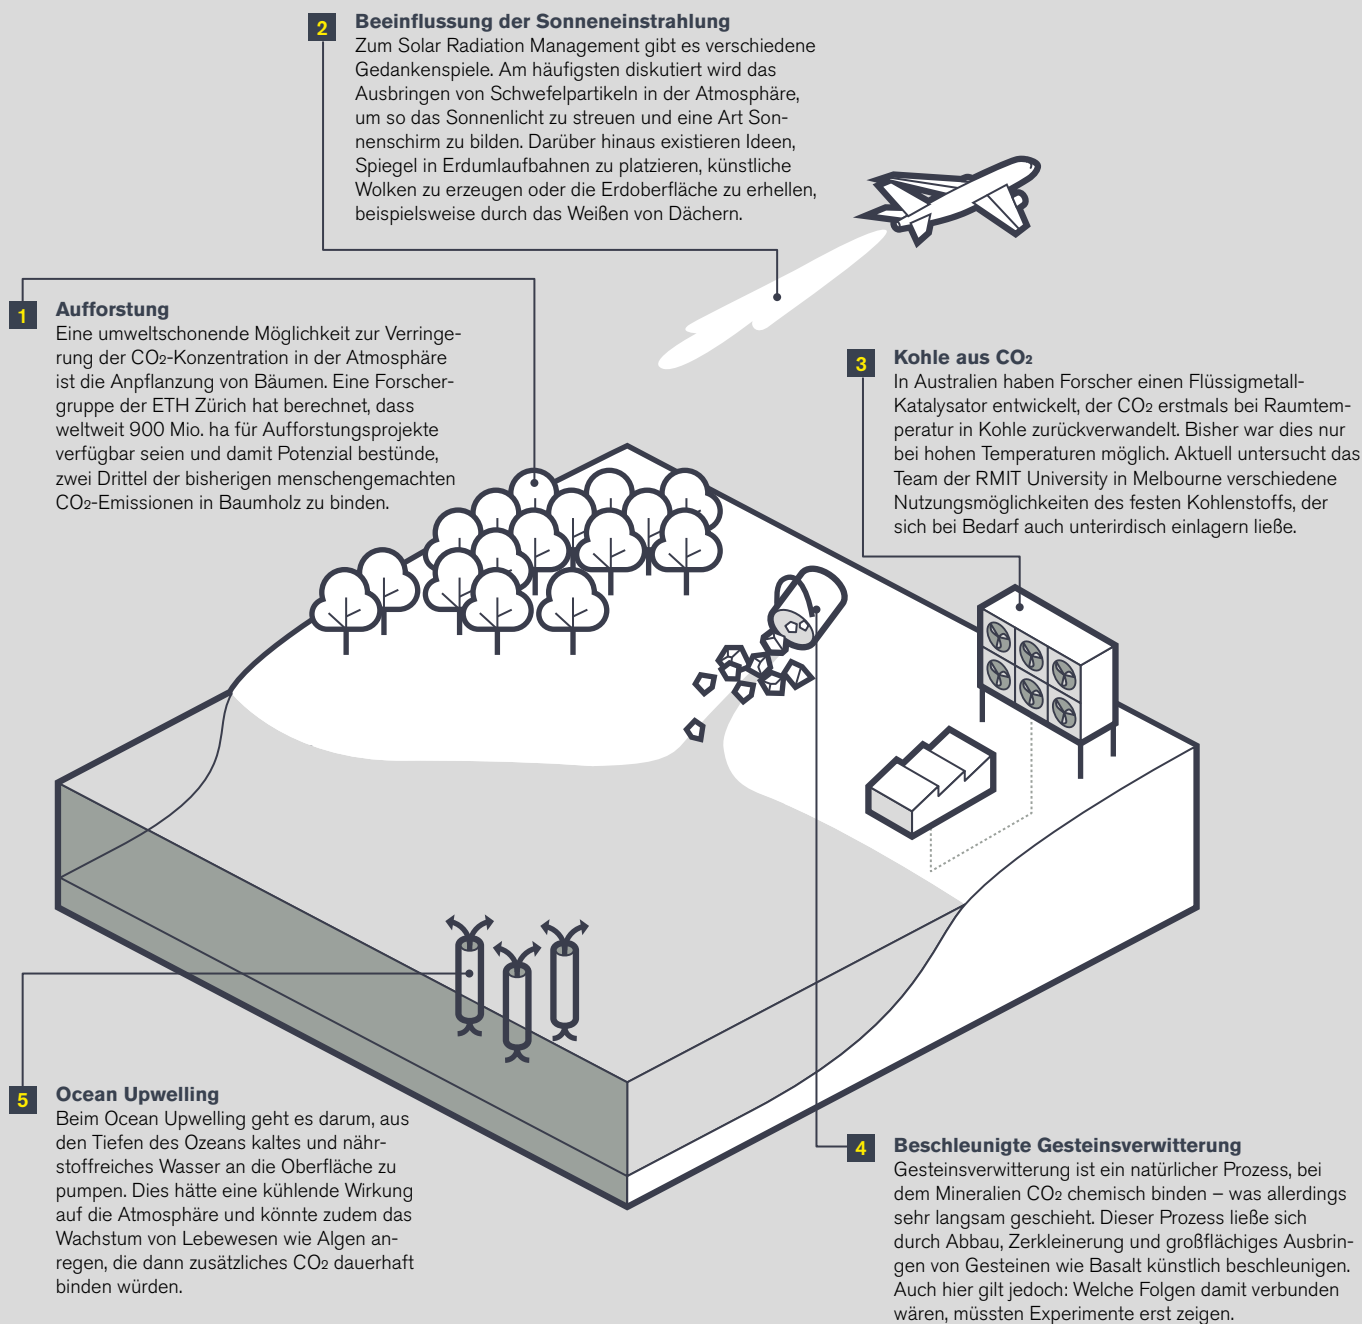 1
Aufforstung
Eine umweltschonende Möglichkeit zur Verringe-
rung der CO₂-Konzentration in der Atmosphäre
ist die Anpflanzung von Bäumen. Eine Forscher-
gruppe der ETH Zürich hat berechnet, dass
weltweit 900 Mio. ha für Aufforstungsprojekte
verfügbar seien und damit Potenzial bestünde,
zwei Drittel der bisherigen menschengemachten
CO₂-Emissionen in Baumholz zu binden.
2
Beeinflussung der Sonneneinstrahlung
Zum Solar Radiation Management gibt es verschiedene
Gedankenspiele. Am häufigsten diskutiert wird das
Ausbringen von Schwefelpartikeln in der Atmosphäre,
um so das Sonnenlicht zu streuen und eine Art Son-
nenschirm zu bilden. Darüber hinaus existieren Ideen,
Spiegel in Erdumlaufbahnen zu platzieren, künstliche
Wolken zu erzeugen oder die Erdoberfläche zu erhellen,
beispielsweise durch das Weißen von Dächern.
3
Kohle aus CO₂
In Australien haben Forscher einen Flüssigmetall-
Katalysator entwickelt, der CO₂ erstmals bei Raumtem-
peratur in Kohle zurückverwandelt. Bisher war dies nur
bei hohen Temperaturen möglich. Aktuell untersucht das
Team der RMIT University in Melbourne verschiedene
Nutzungsmöglichkeiten des festen Kohlenstoffs, der
sich bei Bedarf auch unterirdisch einlagern ließe.
4
Beschleunigte Gesteinsverwitterung
Gesteinsverwitterung ist ein natürlicher Prozess, bei
dem Mineralien CO₂ chemisch binden – was allerdings
sehr langsam geschieht. Dieser Prozess ließe sich
durch Abbau, Zerkleinerung und großflächiges Ausbrin-
gen von Gesteinen wie Basalt künstlich beschleunigen.
Auch hier gilt jedoch: Welche Folgen damit verbunden
wären, müssten Experimente erst zeigen.
5
Ocean Upwelling
Beim Ocean Upwelling geht es darum, aus
den Tiefen des Ozeans kaltes und nähr-
stoffreiches Wasser an die Oberfläche zu
pumpen. Dies hätte eine kühlende Wirkung
auf die Atmosphäre und könnte zudem das
Wachstum von Lebewesen wie Algen an-
regen, die dann zusätzliches CO₂ dauerhaft
binden würden.